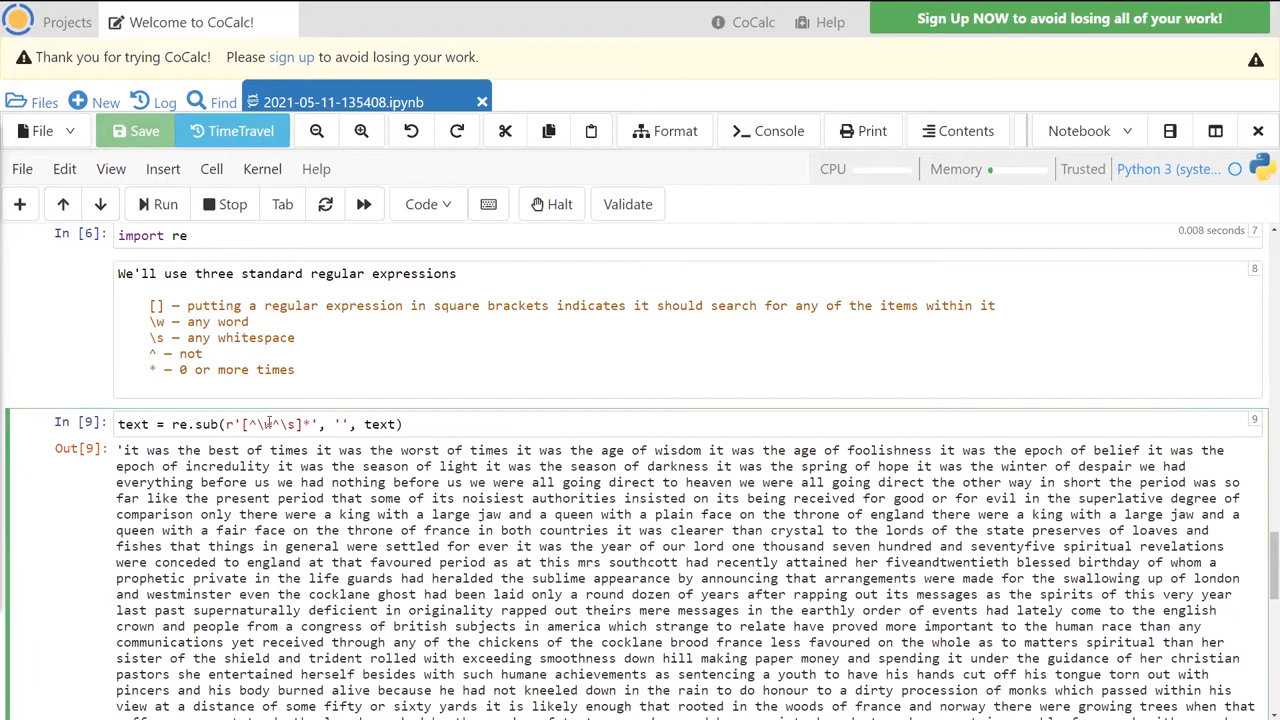 Projects
Welcome to CoCalc!
CoCalc
Help
Sign Up NOW to avoid losing all of your work!
Thank you for trying CoCalc! Please sign up to avoid losing your work.
Files
New
Log
Find
2021-05-11-135408.ipynb
File
Save
TimeTravel
Format
Console
Print
Contents
Notebook
File Edit View Insert Cell Kernel Help
CPU
Memory
Trusted
Python 3 (syste...
Run
Stop
Tab
Code
Halt
Validate
In [6]:
import re
0.008 seconds 7
We'll use three standard regular expressions
8
[] — putting a regular expression in square brackets indicates it should search for any of the items within it
\w — any word
\s — any whitespace
^ — not
* — 0 or more times
In [9]:
text = re.sub(r'[^\w^\s]*', '', text)
9
Out[9]:
'it was the best of times it was the worst of times it was the age of wisdom it was the age of foolishness it was the epoch of belief it was the
epoch of incredulity it was the season of light it was the season of darkness it was the spring of hope it was the winter of despair we had
everything before us we had nothing before us we were all going direct to heaven we were all going direct the other way in short the period was so
far like the present period that some of its noisiest authorities insisted on its being received for good or for evil in the superlative degree of
comparison only there were a king with a large jaw and a queen with a plain face on the throne of england there were a king with a large jaw and a
queen with a fair face on the throne of france in both countries it was clearer than crystal to the lords of the state preserves of loaves and
fishes that things in general were settled for ever it was the year of our lord one thousand seven hundred and seventyfive spiritual revelations
were conceded to england at that favoured period as at this mrs southcott had recently attained her fiveandtwentieth blessed birthday of whom a
prophetic private in the life guards had heralded the sublime appearance by announcing that arrangements were made for the swallowing up of london
and westminster even the cocklane ghost had been laid only a round dozen of years after rapping out its messages as the spirits of this very year
last past supernaturally deficient in originality rapped out theirs mere messages in the earthly order of events had lately come to the english
crown and people from a congress of british subjects in america which strange to relate have proved more important to the human race than any
communications yet received through any of the chickens of the cocklane brood france less favoured on the whole as to matters spiritual than her
sister of the shield and trident rolled with exceeding smoothness down hill making paper money and spending it under the guidance of her christian
pastors she entertained herself besides with such humane achievements as sentencing a youth to have his hands cut off his tongue torn out with
pincers and his body burned alive because he had not kneeled down in the rain to do honour to a dirty procession of monks which passed within his
view at a distance of some fifty or sixty yards it is likely enough that rooted in the woods of france and norway there were growing trees when that